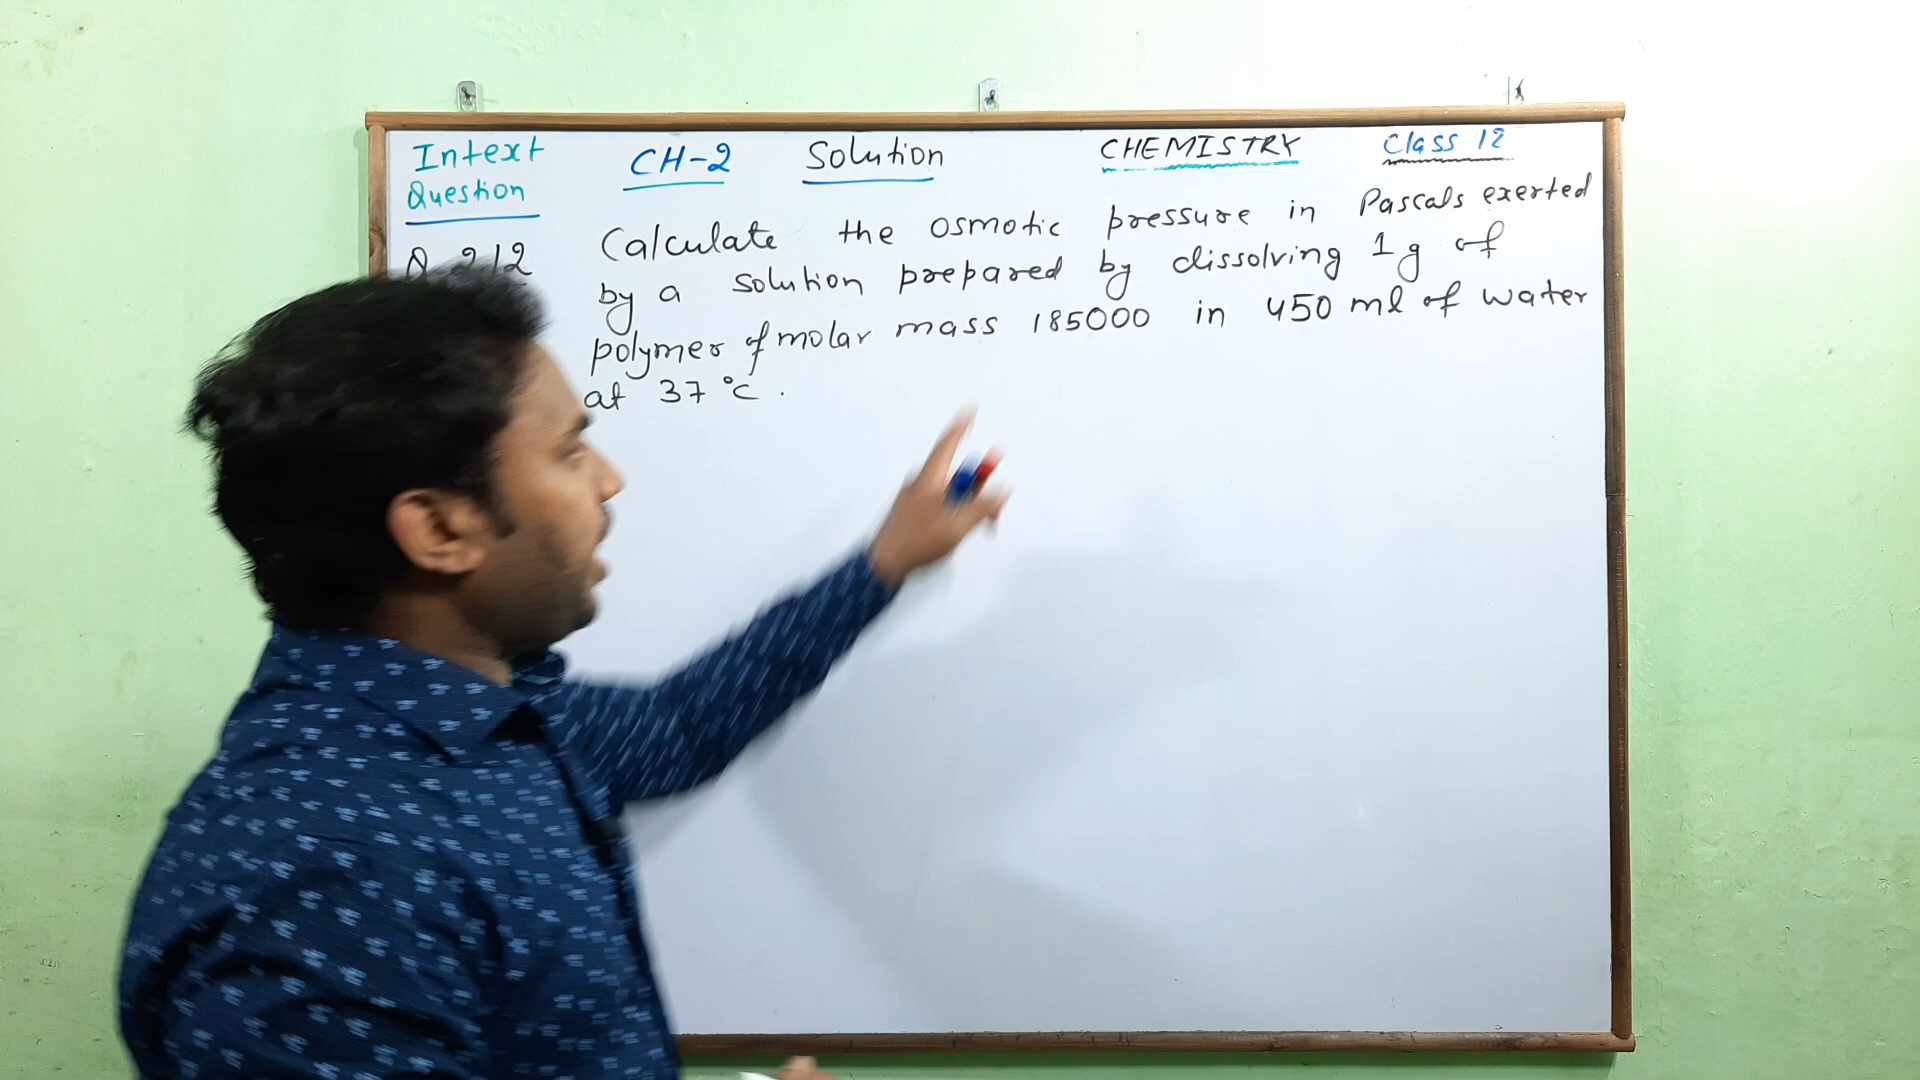 Intext Question
CH-2 Solution CHEMISTRY Class 12
Q 2.12
Calculate the osmotic pressure in Pascals exerted
by a solution prepared by dissolving 1g of
polymer of molar mass 185000 in 450 ml of water
at 37 °C.